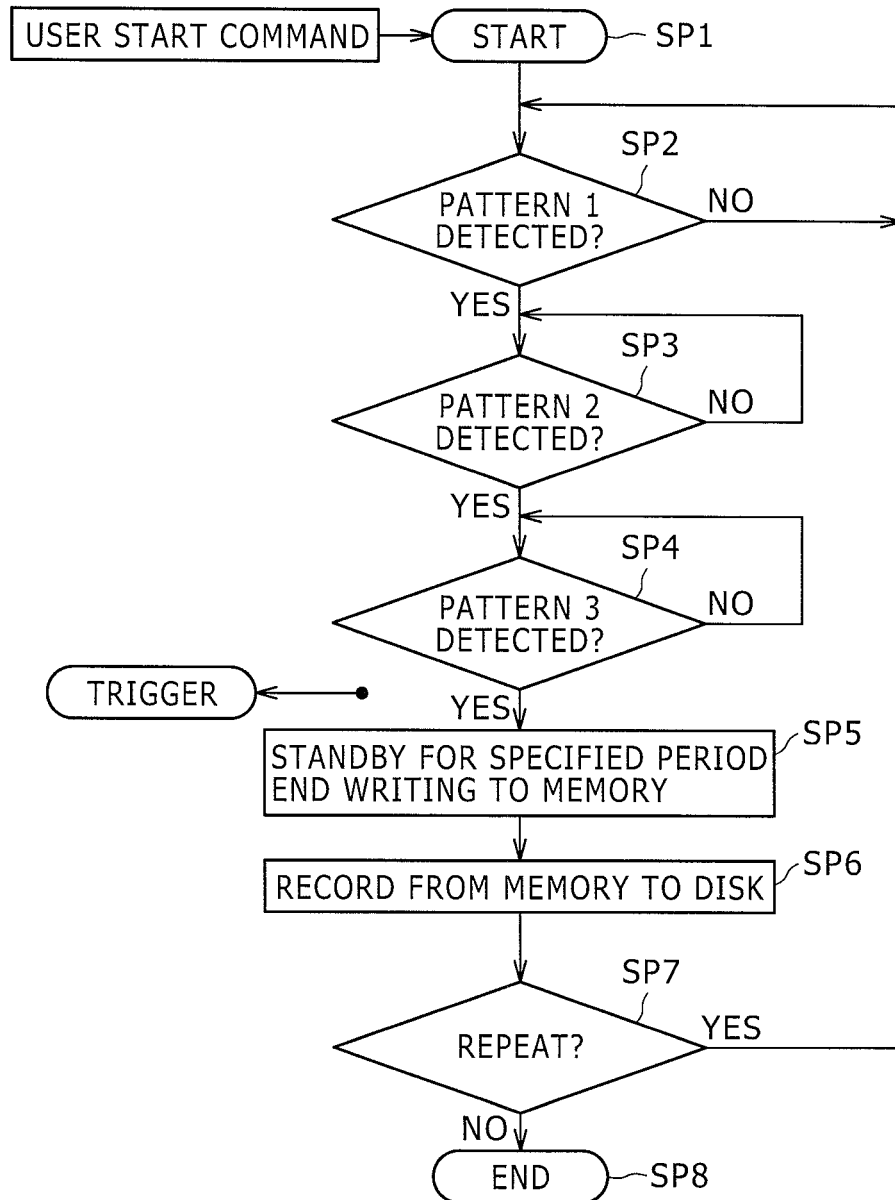 USER START COMMAND
START
SP1
SP2
PATTERN 1
DETECTED?
NO
YES
SP3
PATTERN 2
DETECTED?
NO
YES
SP4
PATTERN 3
DETECTED?
NO
TRIGGER
YES
SP5
STANDBY FOR SPECIFIED PERIOD
END WRITING TO MEMORY
SP6
RECORD FROM MEMORY TO DISK
SP7
REPEAT?
YES
NO
END
SP8